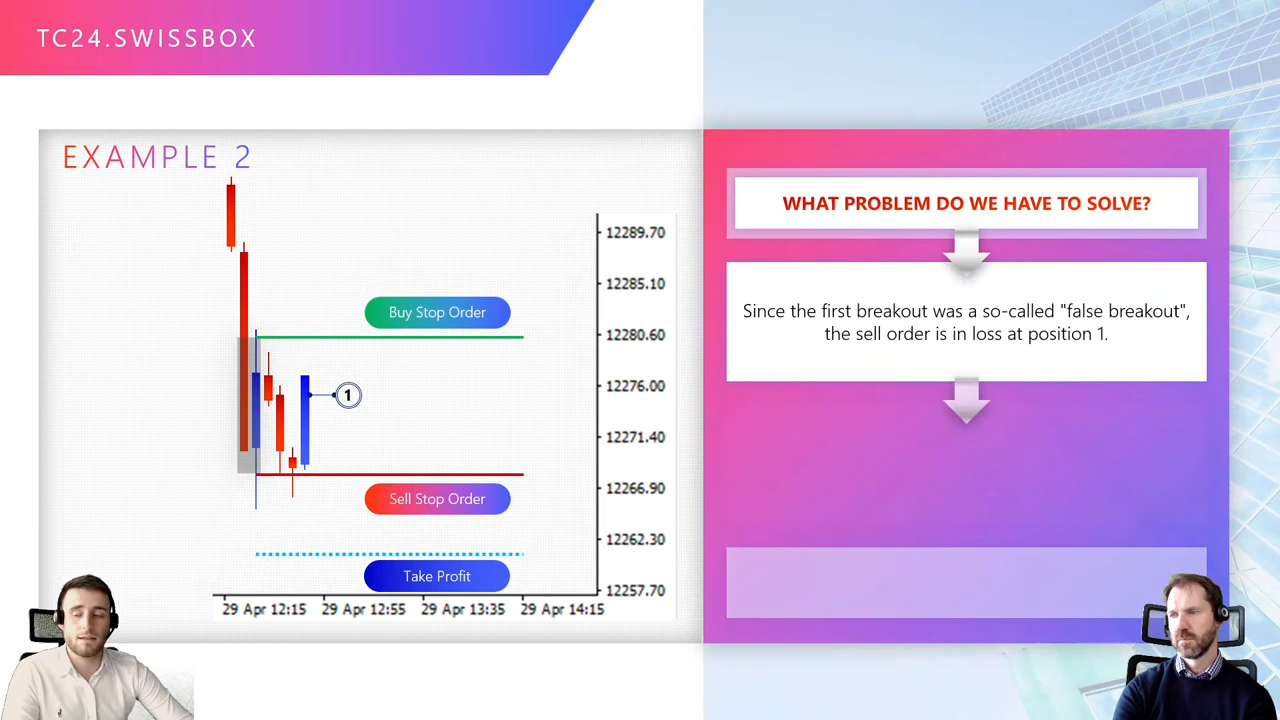 TC24.SWISSBOX
EXAMPLE 2
12289.70
12285.10
Buy Stop Order
12280.60
12276.00
1
12271.40
Sell Stop Order
12266.90
12262.30
Take Profit
12257.70
29 Apr 12:15 29 Apr 12:55 29 Apr 13:35 29 Apr 14:15
WHAT PROBLEM DO WE HAVE TO SOLVE?
Since the first breakout was a so-called "false breakout",
the sell order is in loss at position 1.